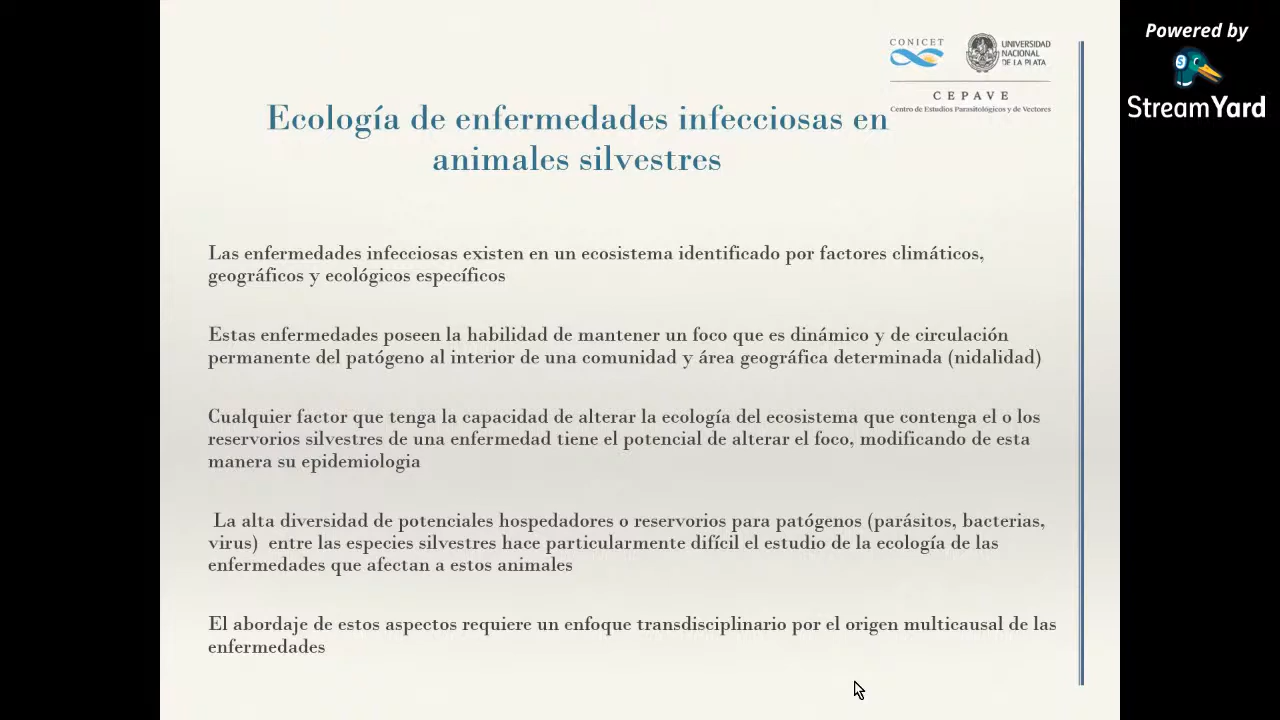 Powered by
StreamYard
CONICET
UNIVERSIDAD
NACIONAL
DE LA PLATA
CEPAVE
Centro de Estudios Parasitológicos y de Vectores
Ecología de enfermedades infecciosas en
animales silvestres
Las enfermedades infecciosas existen en un ecosistema identificado por factores climáticos,
geográficos y ecológicos específicos
Estas enfermedades poseen la habilidad de mantener un foco que es dinámico y de circulación
permanente del patógeno al interior de una comunidad y área geográfica determinada (nidalidad)
Cualquier factor que tenga la capacidad de alterar la ecología del ecosistema que contenga el o los
reservorios silvestres de una enfermedad tiene el potencial de alterar el foco, modificando de esta
manera su epidemiologia
La alta diversidad de potenciales hospedadores o reservorios para patógenos (parásitos, bacterias,
virus) entre las especies silvestres hace particularmente difícil el estudio de la ecología de las
enfermedades que afectan a estos animales
El abordaje de estos aspectos requiere un enfoque transdisciplinario por el origen multicausal de las
enfermedades